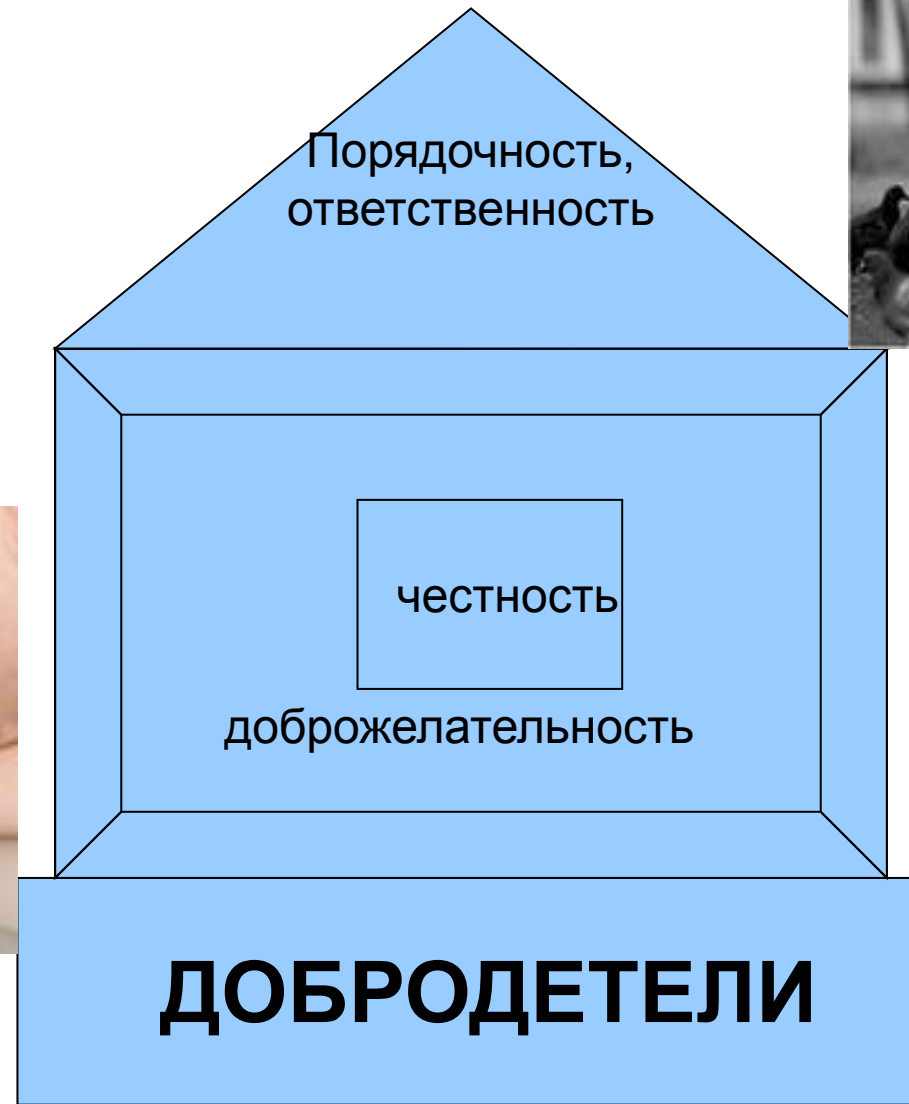 Порядочность,
ответственность
честность
доброжелательность
ДОБРОДЕТЕЛИ